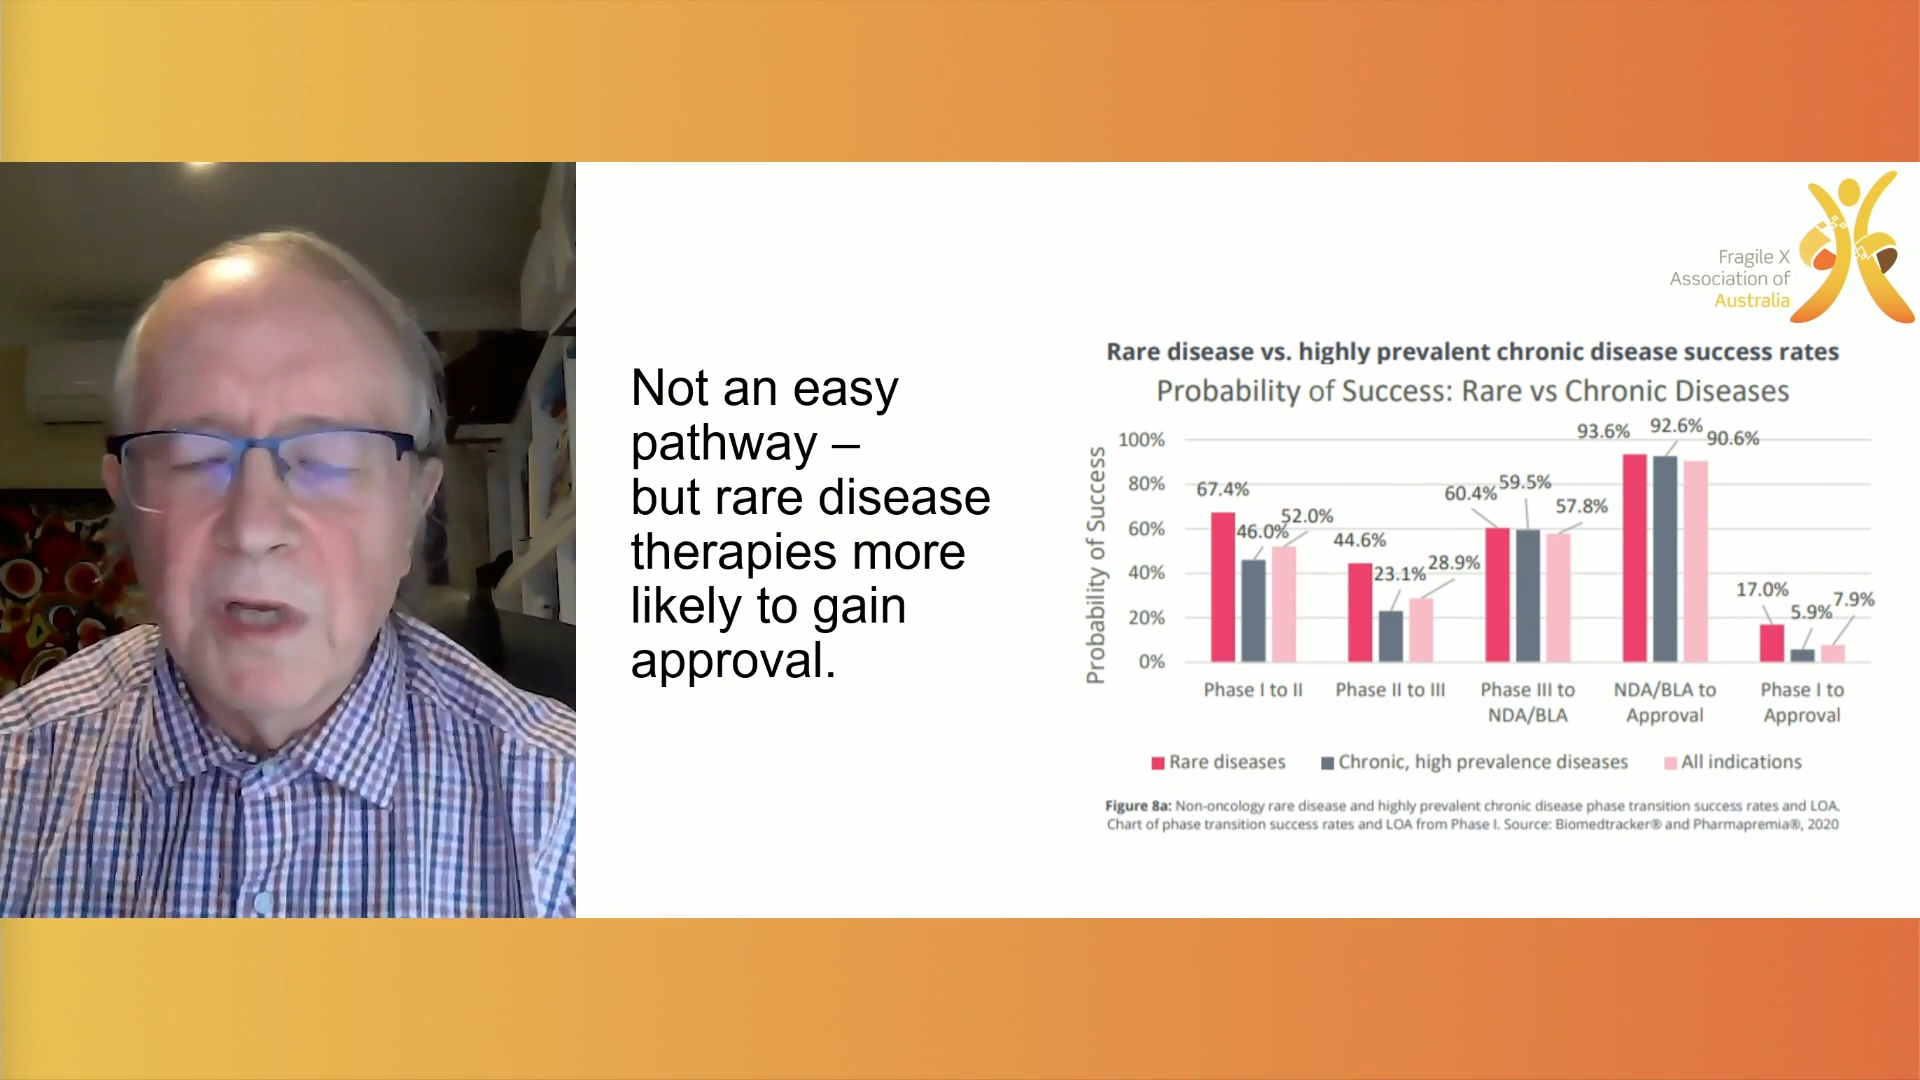 Not an easy
pathway –
but rare disease
therapies more
likely to gain
approval.
Fragile X
Association of
Australia
Rare disease vs. highly prevalent chronic disease success rates
Probability of Success: Rare vs Chronic Diseases
Probability of Success
100%
80%
60%
40%
20%
0%
67.4%
46.0%
52.0%
44.6%
23.1%
28.9%
60.4%
59.5%
57.8%
93.6%
92.6%
90.6%
17.0%
5.9%
7.9%
Phase I to II
Phase II to III
Phase III to
NDA/BLA
NDA/BLA to
Approval
Phase I to
Approval
Rare diseases
Chronic, high prevalence diseases
All indications
Figure 8a: Non-oncology rare disease and highly prevalent chronic disease phase transition success rates and LOA.
Chart of phase transition success rates and LOA from Phase I. Source: Biomedtracker® and Pharmapremia®, 2020